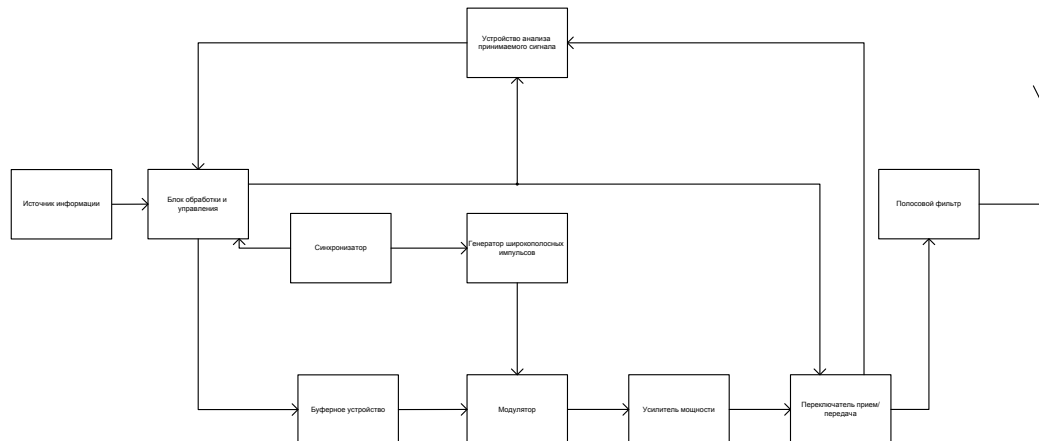 Устройство анализа
принимаемого сигнала
Источник информации
Блок обработки и
управления
Полосовой фильтр
Синхронизатор
Генератор широкополосных
импульсов
Буферное устройство
Модулятор
Усилитель мощности
Переключатель прием/
передача